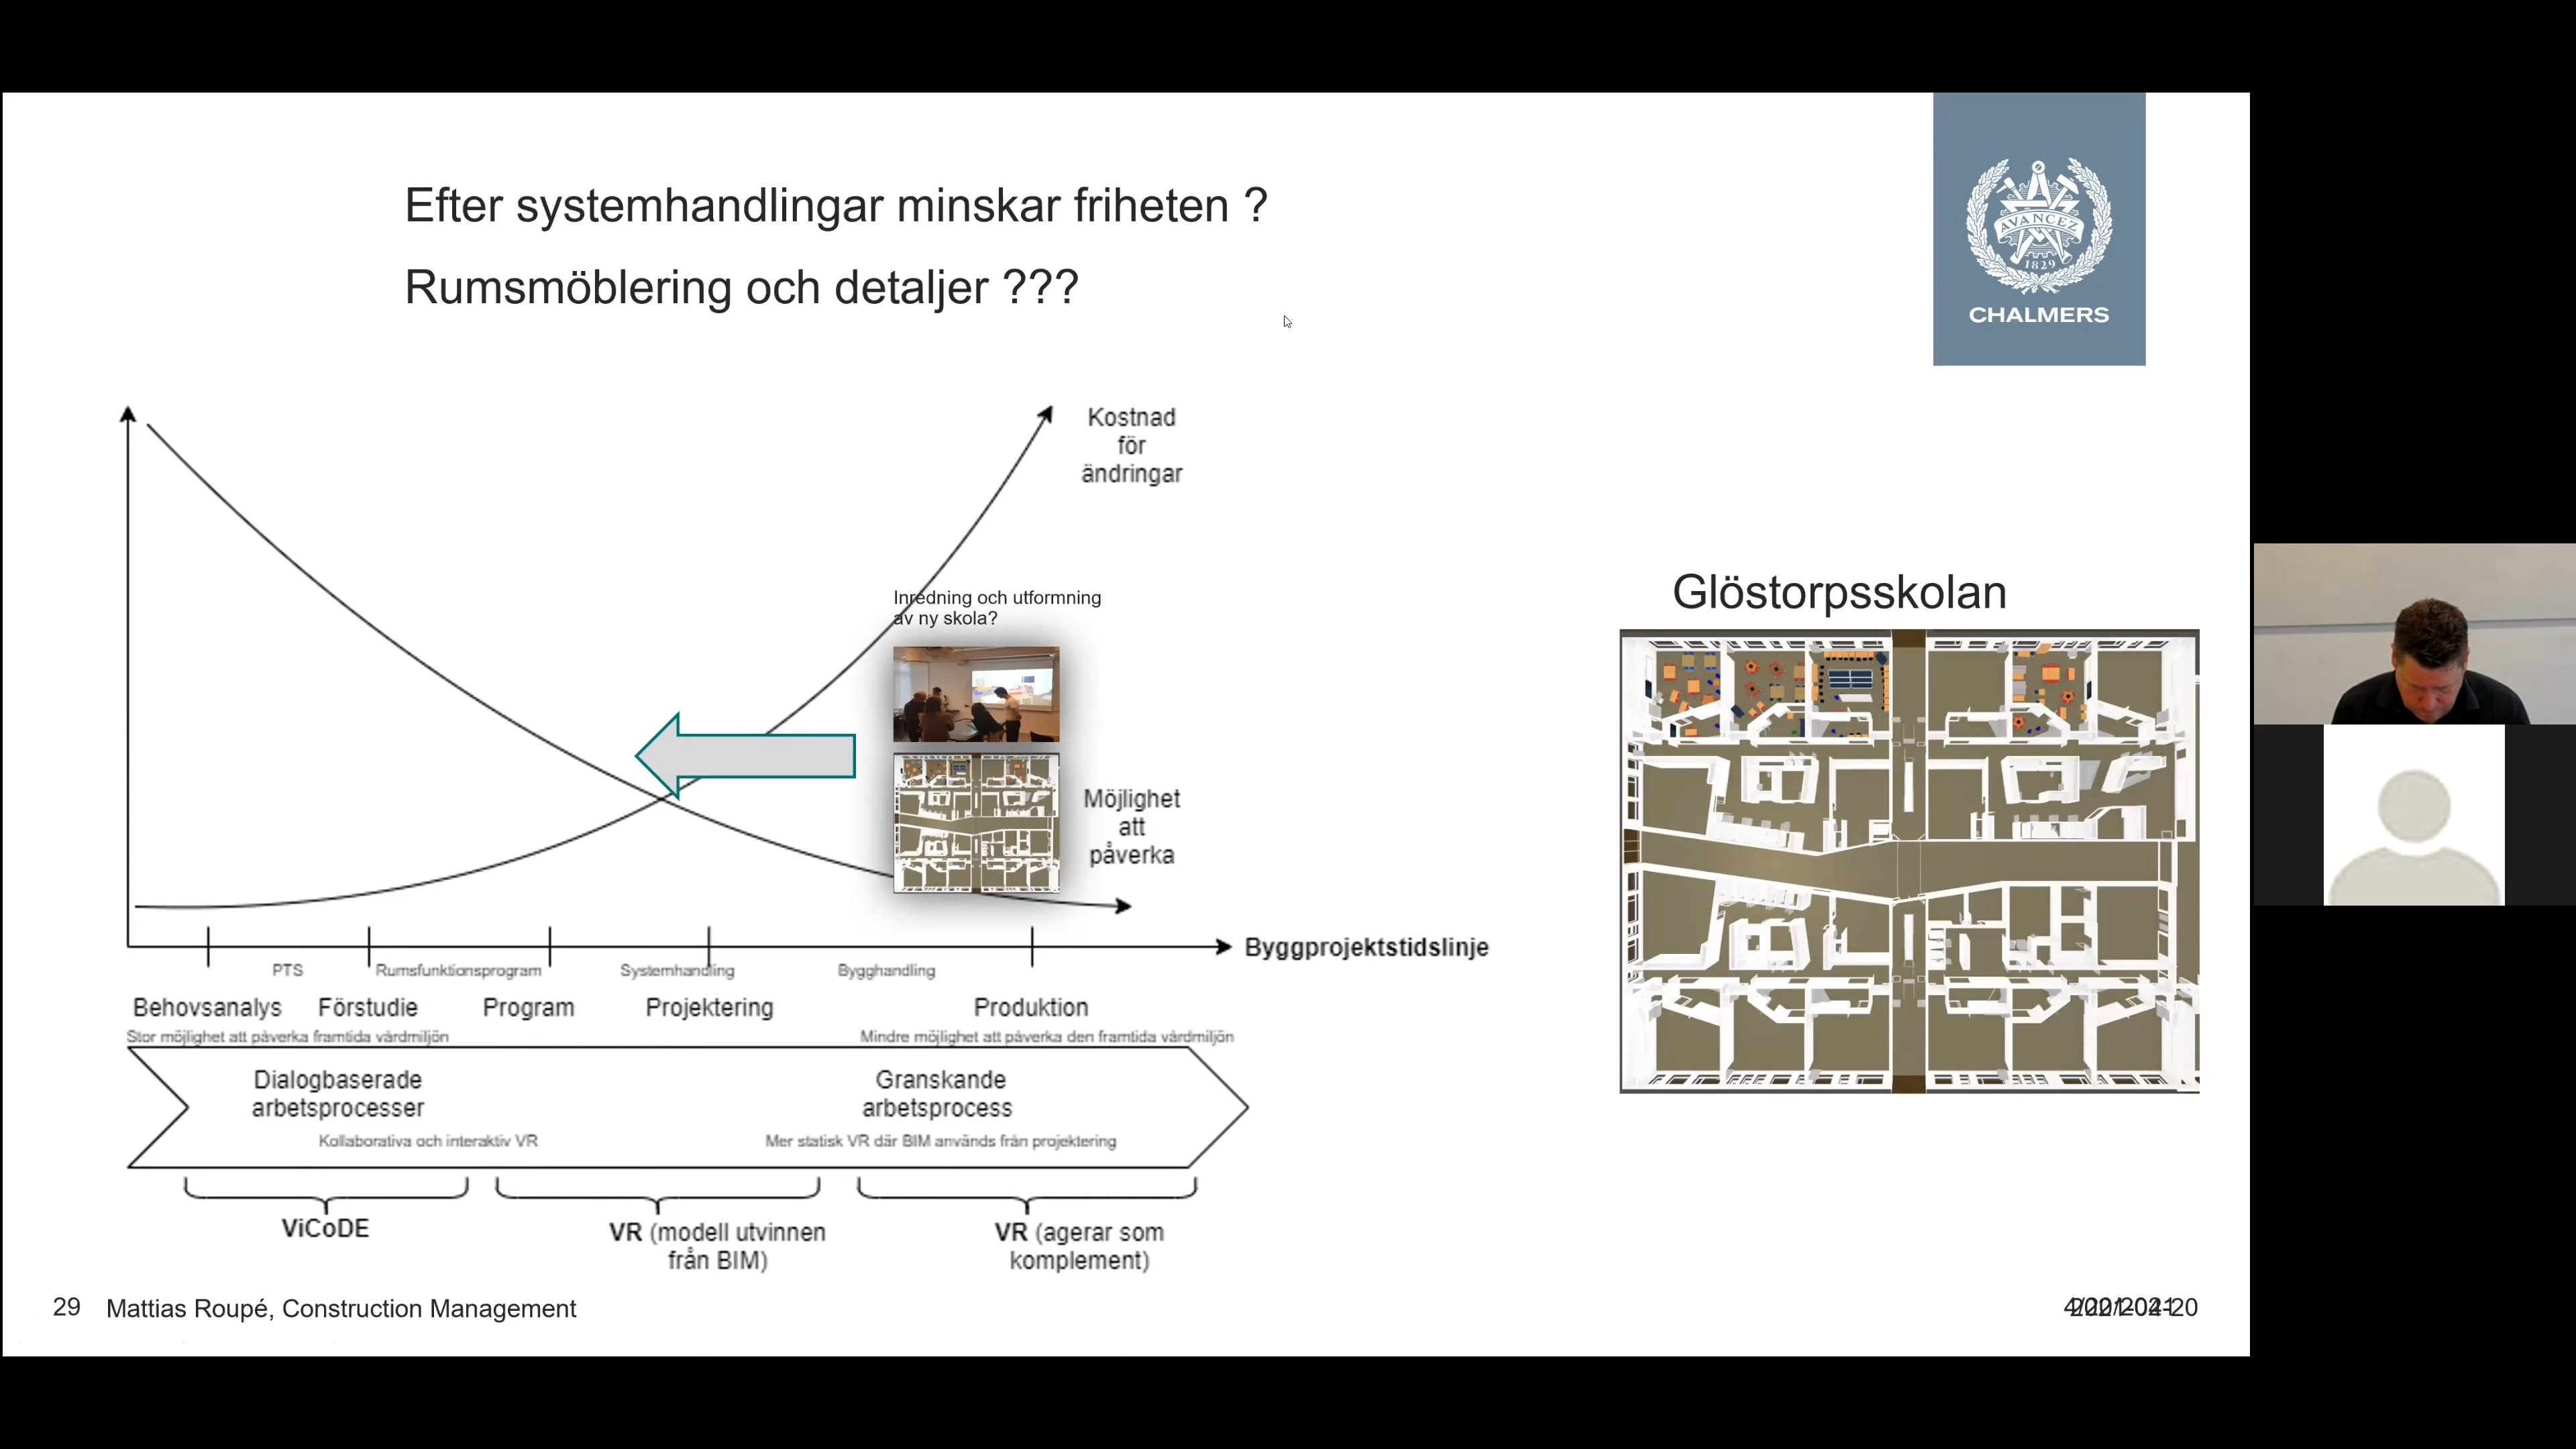 Efter systemhandlingar minskar friheten ?
Rumsmöblering och detaljer ???
AVANCEZ
1829
CHALMERS
Kostnad
för
ändringar
Inredning och utformning
av ny skola?
Glöstorpsskolan
Möjlighet
att
påverka
Byggprojektstidslinje
PTS
Rumsfunktionsprogram
Systemhandling
Bygghandling
Behovsanalys
Förstudie
Program
Projektering
Produktion
Stor möjlighet att påverka framtida vårdmiljön
Mindre möjlighet att påverka den framtida vårdmiljön
Dialogbaserade
arbetsprocesser
Granskande
arbetsprocess
Kollaborativa och interaktiv VR
Mer statisk VR där BIM används från projektering
ViCoDE
VR (modell utvinnen
från BIM)
VR (agerar som
komplement)
29
Mattias Roupé, Construction Management